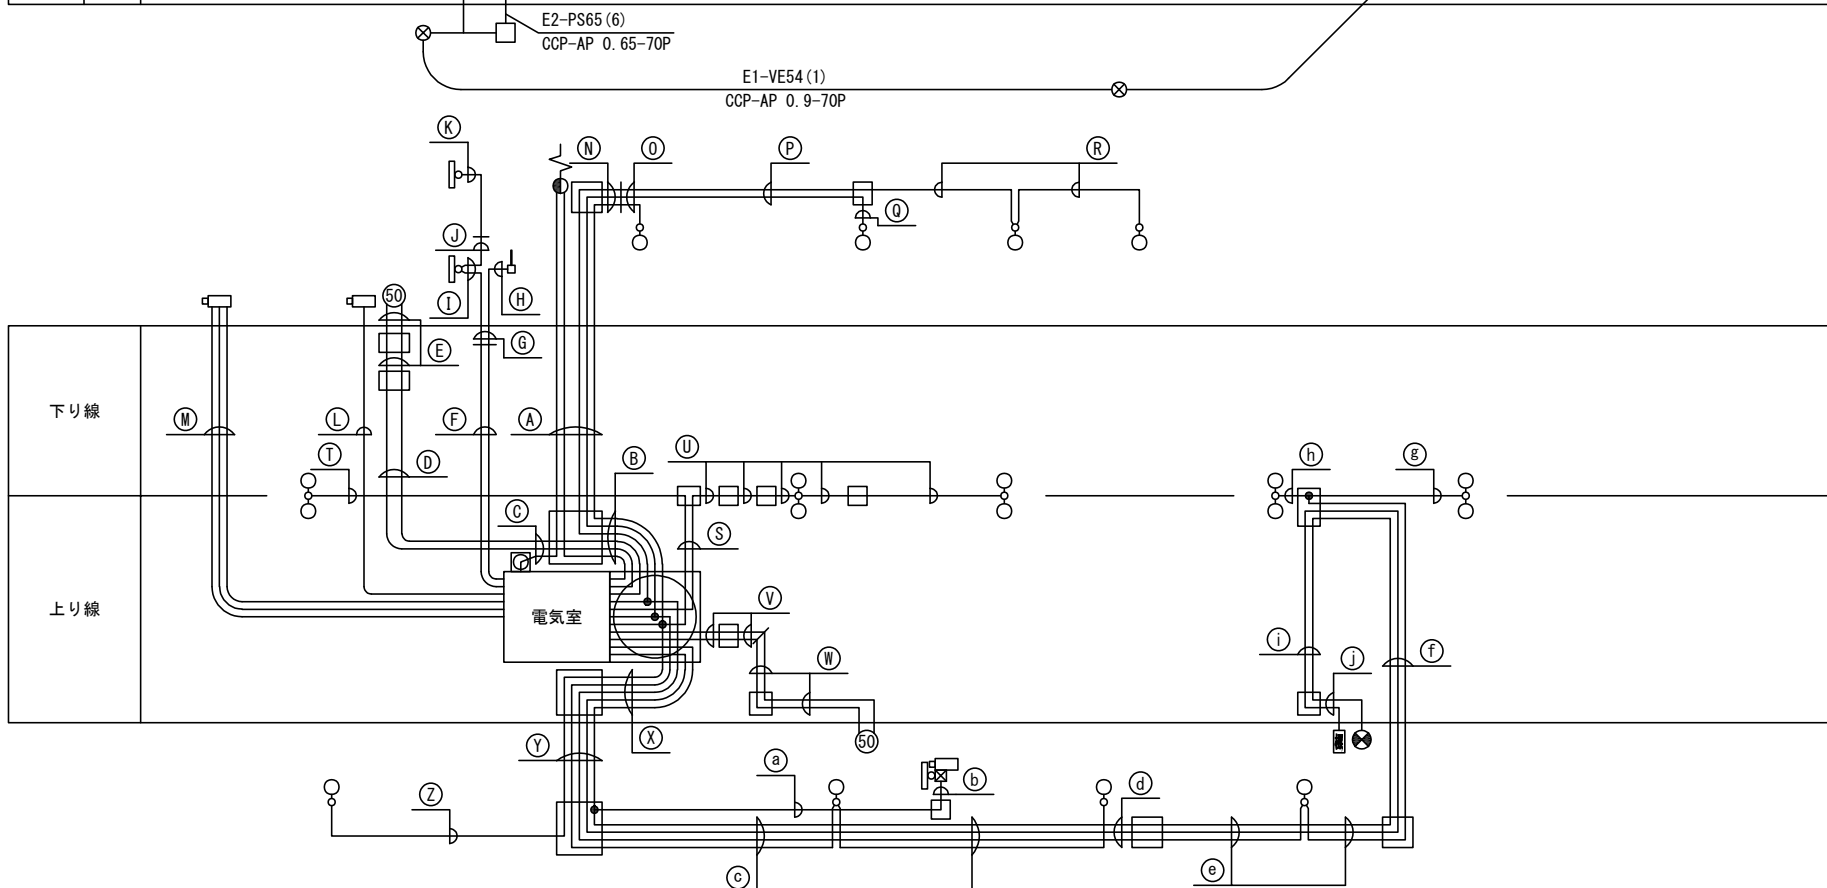 E2-PS65(6)
CCP-AP 0.65-70P
E1-VE54(1)
CCP-AP 0.9-70P
K
N
O
P
R
Q
J
I
H
50
G
E
下り線
M
L
F
A
T
D
U
B
h
g
C
S
上り線
電気室
V
W
i
j
f
X
Y
50
a
b
Z
d
c
e